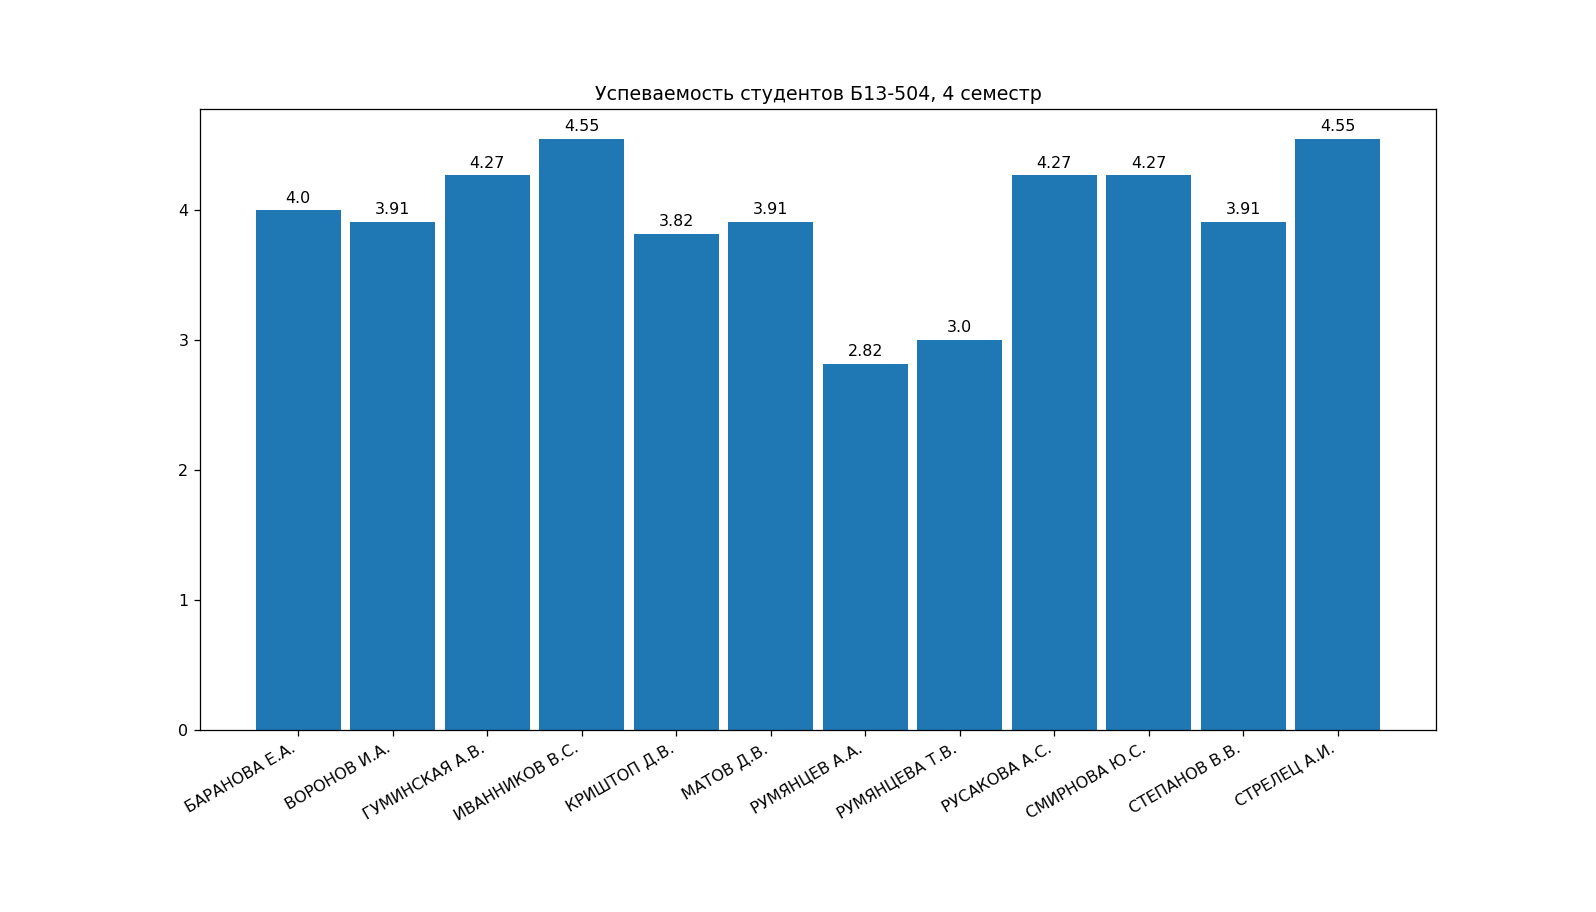 Успеваемость студентов Б13-504, 4 семестр
4.0
3.91
4.27
4.55
3.82
3.91
2.82
3.0
4.27
4.27
3.91
4.55
4
3
2
1
0
БАРАНОВА Е.А.
ВОРОНОВ И.А.
ГУМИНСКАЯ А.В.
ИВАННИКОВ В.С.
КРИШТОП Д.В.
МАТОВ Д.В.
РУМЯНЦЕВ А.А.
РУМЯНЦЕВА Т.В.
РУСАКОВА А.С.
СМИРНОВА Ю.С.
СТЕПАНОВ В.В.
СТРЕЛЕЦ А.И.